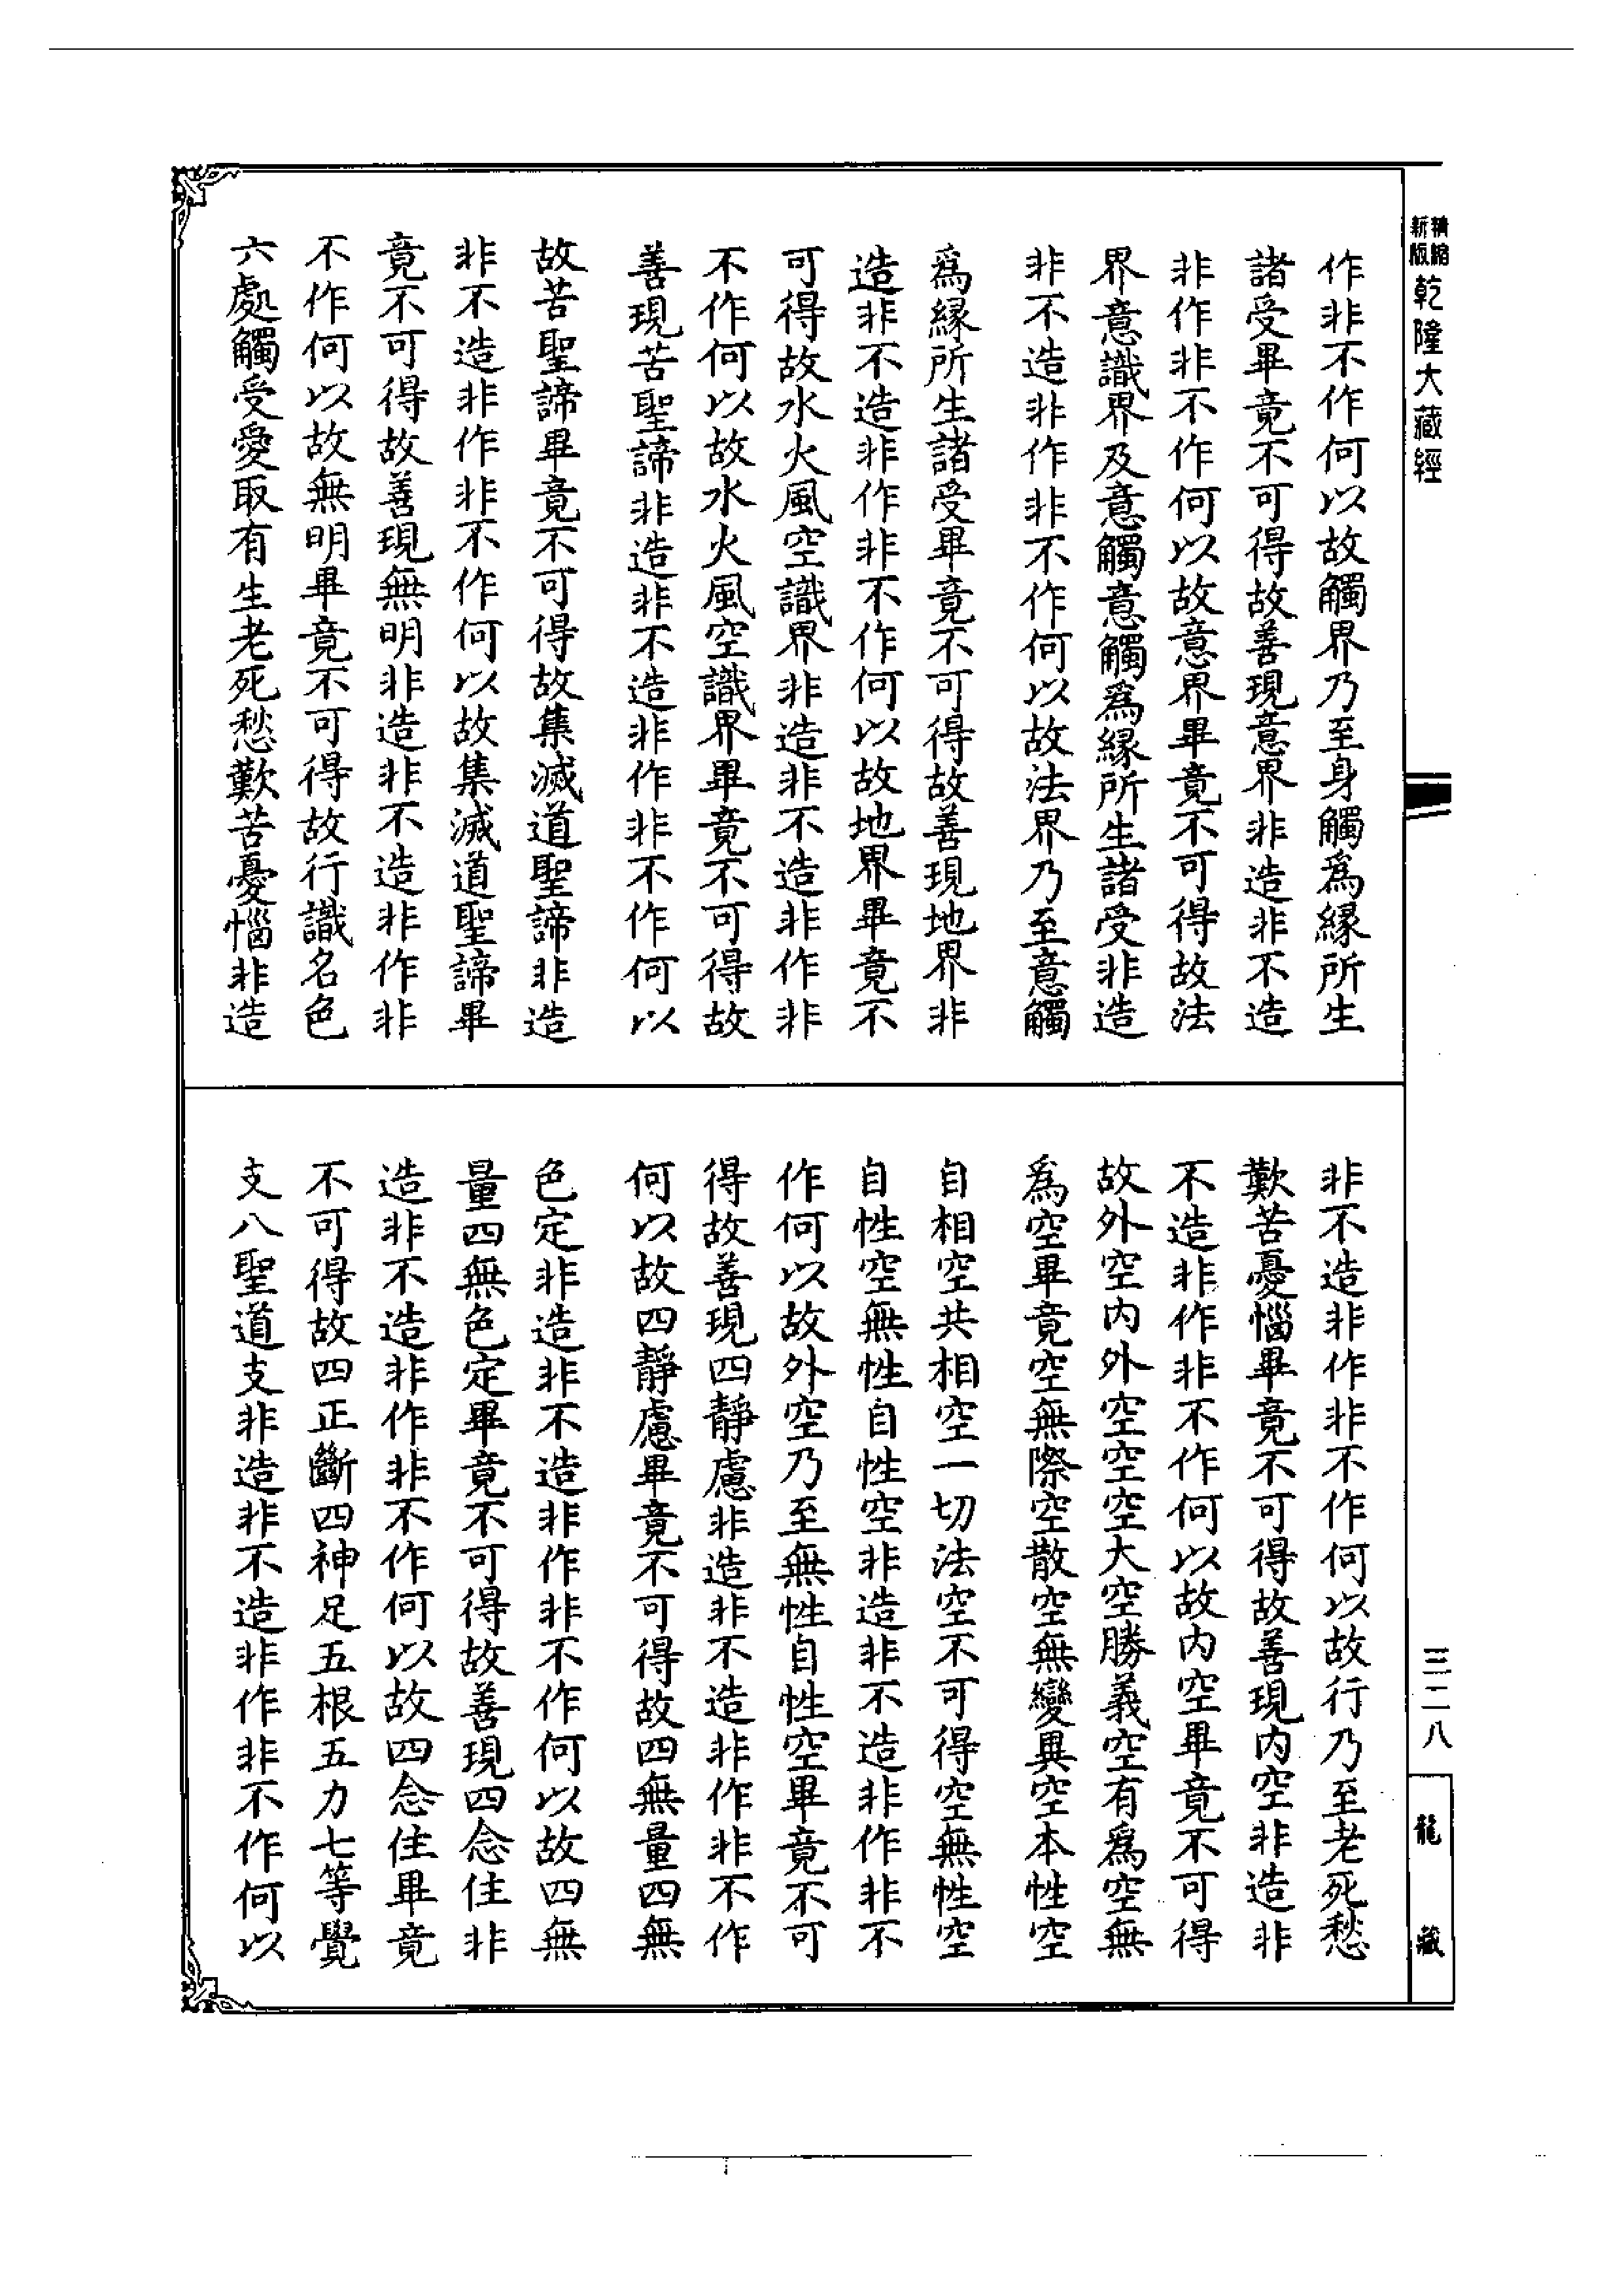 新版精縮
乾隆大藏經
作非不作何以故觸界乃至身觸爲緣所生
諸受畢竟不可得故善現意界非造非不造
非作非不作何以故意界畢竟不可得故法
界意識界及意觸意觸爲緣所生諸受非造
非不造非作非不作何以故法界乃至意觸
爲緣所生諸受畢竟不可得故善現地界非
造非不造非作非不作何以故地界畢竟不
可得故水火風空識界非造非不造非作非
不作何以故水火風空識界畢竟不可得故
善現苦聖諦非造非不造非作非不作何以
故苦聖諦畢竟不可得故集滅道聖諦非造
非不造非作非不作何以故集滅道聖諦畢
竟不可得故善現無明非造非不造非作非
不作何以故無明畢竟不可得故行識名色
六處觸受愛取有生老死愁歎苦憂惱非造
非不造非作非不作何以故行乃至老死愁
歎苦憂惱畢竟不可得故善現內空非造非
不造非作非不作何以故內空畢竟不可得
故外空內外空空空大空勝義空有爲空無
爲空畢竟空無際空散空無變異空本性空
自相空共相空一切法空不可得空無性空
自性空無性自性空非造非不造非作非不
作何以故外空乃至無性自性空畢竟不可
得故善現四靜慮非造非不造非作非不作
何以故四靜慮畢竟不可得故四無量四無
色定非造非不造非作非不作何以故四無
量四無色定畢竟不可得故善現四念住非
造非不造非作非不作何以故四念住畢竟
不可得故四正斷四神足五根五力七等覺
支八聖道支非造非不造非作非不作何以
三二八
龍藏